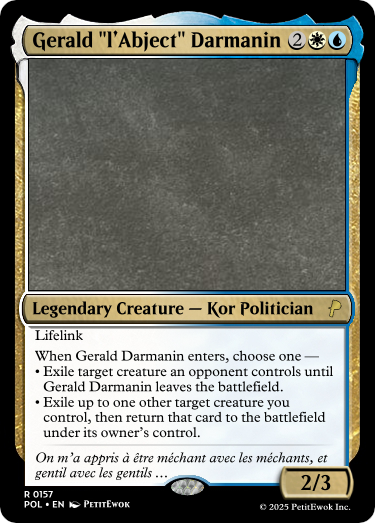 Gerald "l'Abject" Darmanin 2
Legendary Creature — Kor Politician
Lifelink
When Gerald Darmanin enters, choose one —
• Exile target creature an opponent controls until
Gerald Darmanin leaves the battlefield.
• Exile up to one other target creature you
control, then return that card to the battlefield
under its owner's control.
On m'a appris à être méchant avec les méchants, et
gentil avec les gentils ...
2/3
R 0157
POL • EN PetitEwok
© 2025 PetitEwok Inc.